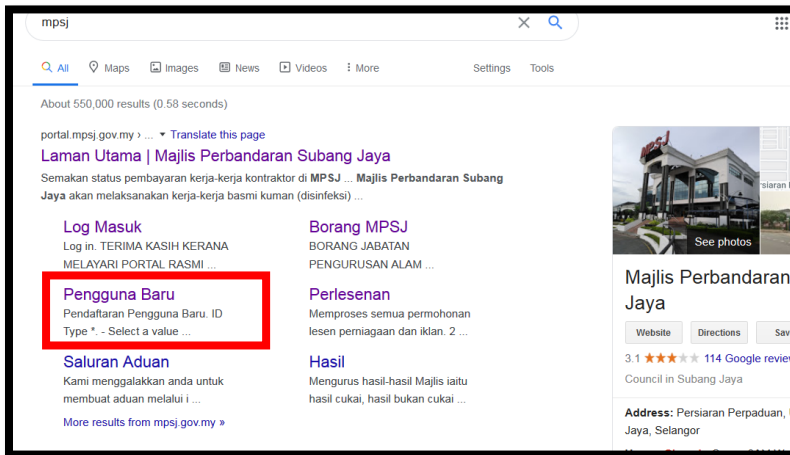 mpsj
All
Maps
Images
News
Videos
More
Settings
Tools
About 550,000 results (0.58 seconds)
portal.mpsj.gov.my › ... ▾ Translate this page
Laman Utama | Majlis Perbandaran Subang Jaya
Semakan status pembayaran kerja-kerja kontraktor di MPSJ ... Majlis Perbandaran Subang
Jaya akan melaksanakan kerja-kerja basmi kuman (disinfeksi) ...
Log Masuk
Log in. TERIMA KASIH KERANA
MELAYARI PORTAL RASMI ...
Borang MPSJ
BORANG JABATAN
PENGURUSAN ALAM ...
Pengguna Baru
Pendaftaran Pengguna Baru. ID
Type *. - Select a value ...
Perlesenan
Memproses semua permohonan
lesen perniagaan dan iklan. 2 ...
Saluran Aduan
Kami menggalakkan anda untuk
membuat aduan melalui i ...
Hasil
Mengurus hasil-hasil Majlis iaitu
hasil cukai, hasil bukan cukai ...
More results from mpsj.gov.my »
MPSJ
See photos
Majlis Perbandaran
Jaya
Website
Directions
Sav
3.1 ★★★★★ 114 Google review
Council in Subang Jaya
Address: Persiaran Perpaduan,
Jaya, Selangor